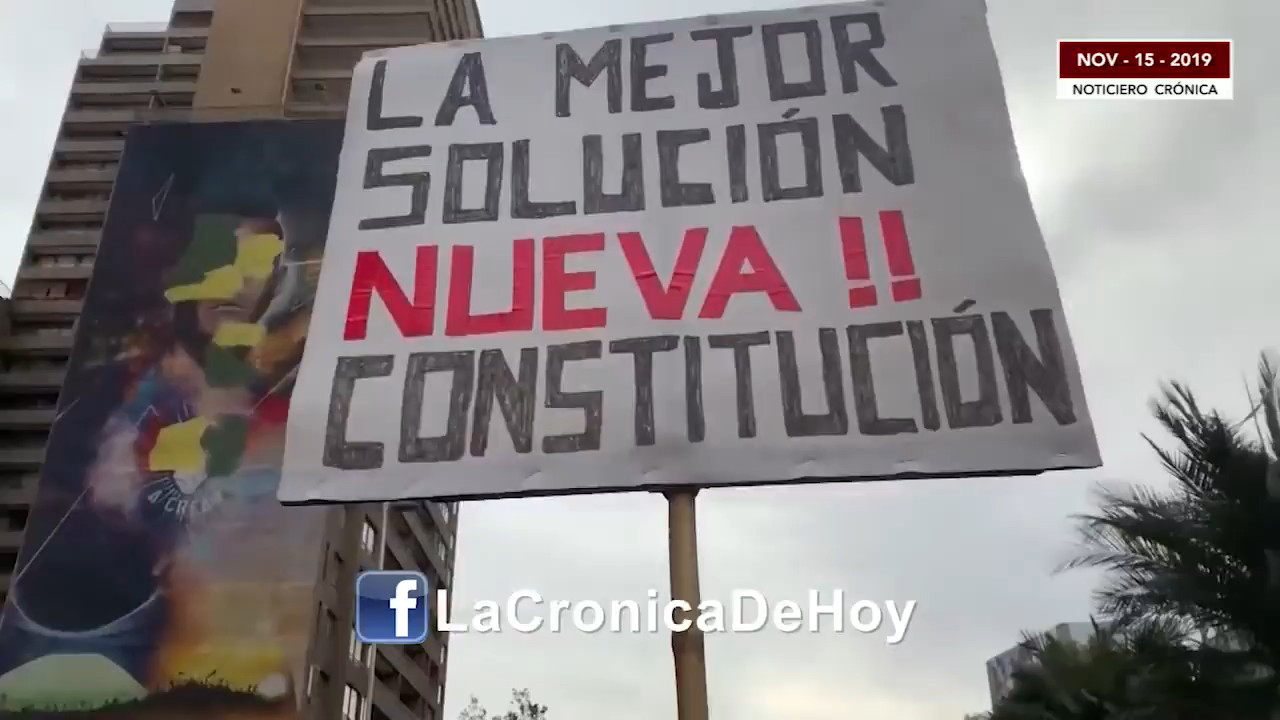 NOV - 15 - 2019
NOTICIERO CRÓNICA
LA MEJOR
SOLUCIÓN
NUEVA !!
CONSTITUCIÓN
f LaCronicaDeHoy